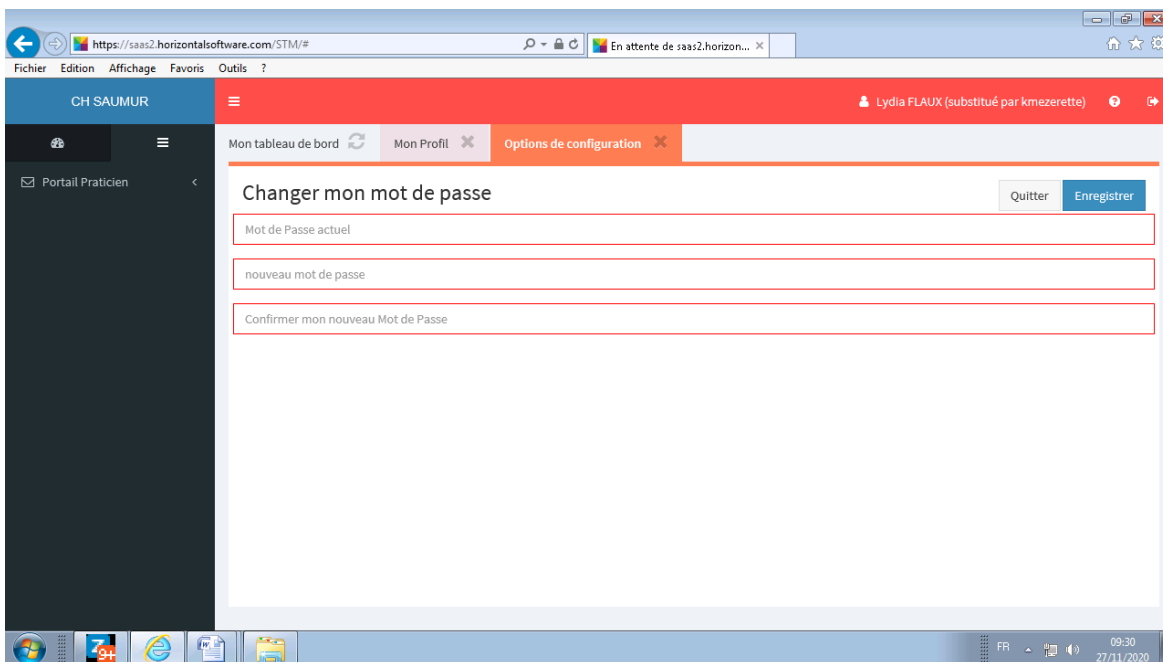 https://saas2.horizontalsoftware.com/STM/#
En attente de saas2.horizon...
Fichier Edition Affichage Favoris Outils ?
CH SAUMUR
Lydia FLAUX (substitué par kmezerette)
Mon tableau de bord Mon Profil Options de configuration
Portail Praticien
Changer mon mot de passe
Quitter Enregistrer
Mot de Passe actuel
nouveau mot de passe
Confirmer mon nouveau Mot de Passe
Z 9+
W
FR 09:30
27/11/2020